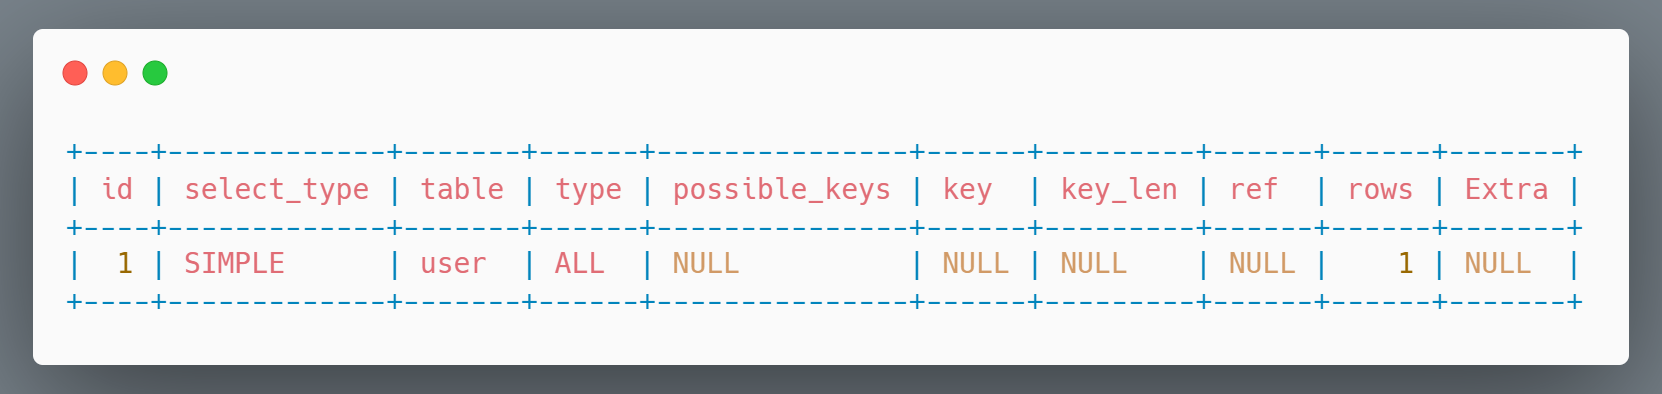 +----+-------------+-------+------+---------------+------+---------+------+------+-------+
| id | select_type | table | type | possible_keys | key  | key_len | ref  | rows | Extra |
+----+-------------+-------+------+---------------+------+---------+------+------+-------+
|  1 | SIMPLE      | user  | ALL  | NULL          | NULL | NULL    | NULL |    1 | NULL  |
+----+-------------+-------+------+---------------+------+---------+------+------+-------+